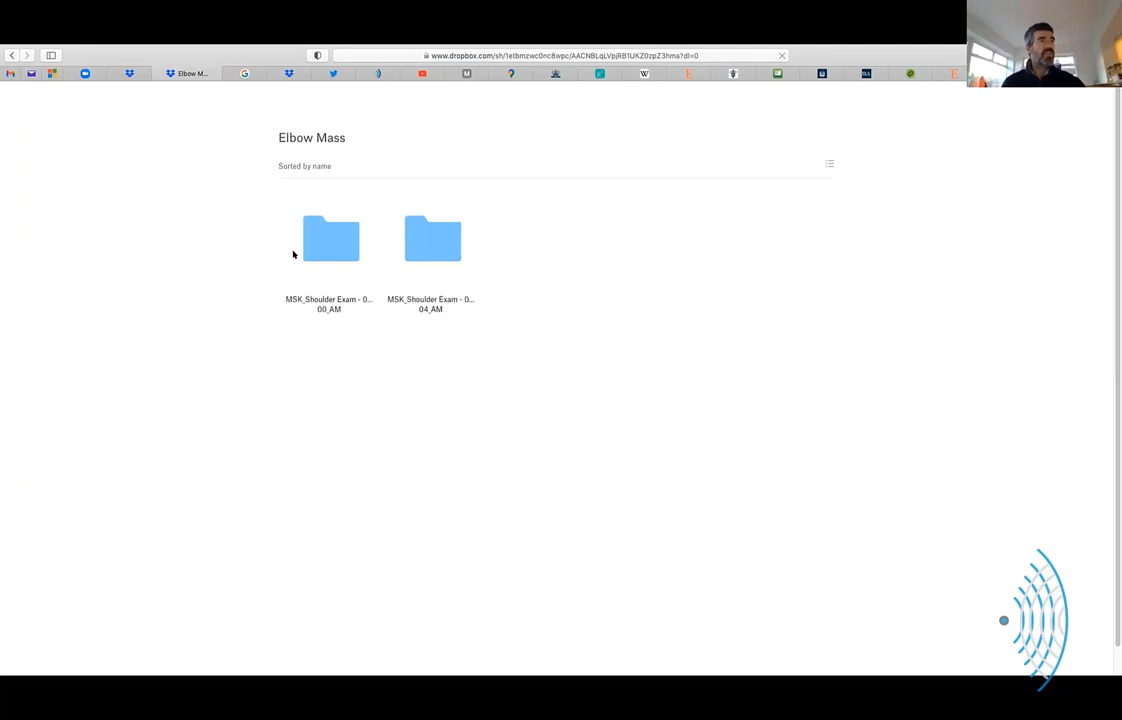 www.dropbox.com/sh/1etbmzwc0nc8wpc/AACNBLqLVpjRB1UKZ0zpZ3hma?dl=0
Elbow M...
Elbow Mass
Sorted by name
MSK_Shoulder Exam - 0...
00_AM
MSK_Shoulder Exam - 0...
04_AM